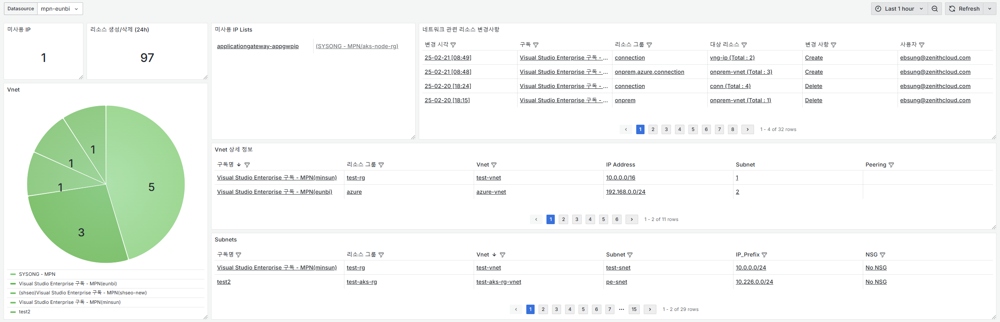 Datasource mpn-eunbi Last 1 hour Refresh
미사용 IP
1
리소스 생성/삭제 (24h)
97
미사용 IP Lists
applicationgateway-appgwpip (SYSONG - MPN/aks-node-rg)
네트워크 관련 리소스 변경사항
변경 시각 구독 리소스 그룹 대상 리소스 변경 사항 사용자
25-02-21 [08:49] Visual Studio Enterprise 구독 - ... connection vng-ip (Total : 2) Create ebsung@zenithcloud.com
25-02-21 [08:48] Visual Studio Enterprise 구독 - ... onprem,azure,connection onprem-vnet (Total : 3) Create ebsung@zenithcloud.com
25-02-20 [18:24] Visual Studio Enterprise 구독 - ... connection conn (Total : 4) Delete ebsung@zenithcloud.com
25-02-20 [18:15] Visual Studio Enterprise 구독 - ... onprem onprem-vnet (Total : 1) Delete ebsung@zenithcloud.com
1 2 3 4 5 6 7 8 1 - 4 of 32 rows
Vnet
1
1
1
5
3
SYSONG - MPN
Visual Studio Enterprise 구독 - MPN(eunbi)
(shseo)Visual Studio Enterprise 구독 - MPN(shseo-new)
Visual Studio Enterprise 구독 - MPN(minsun)
test2
Vnet 상세 정보
구독명 리소스 그룹 Vnet IP Address Subnet Peering
Visual Studio Enterprise 구독 - MPN(minsun) test-rg test-vnet 10.0.0.0/16 1
Visual Studio Enterprise 구독 - MPN(eunbi) azure azure-vnet 192.168.0.0/24 2
1 2 3 4 5 6 1 - 2 of 11 rows
Subnets
구독명 리소스 그룹 Vnet Subnet IP_Prefix NSG
Visual Studio Enterprise 구독 - MPN(minsun) test-rg test-vnet test-snet 10.0.0.0/24 No NSG
test2 test-aks-rg test-aks-rg-vnet pe-snet 10.226.0.0/24 No NSG
1 2 3 4 5 6 7 ... 15 1 - 2 of 29 rows